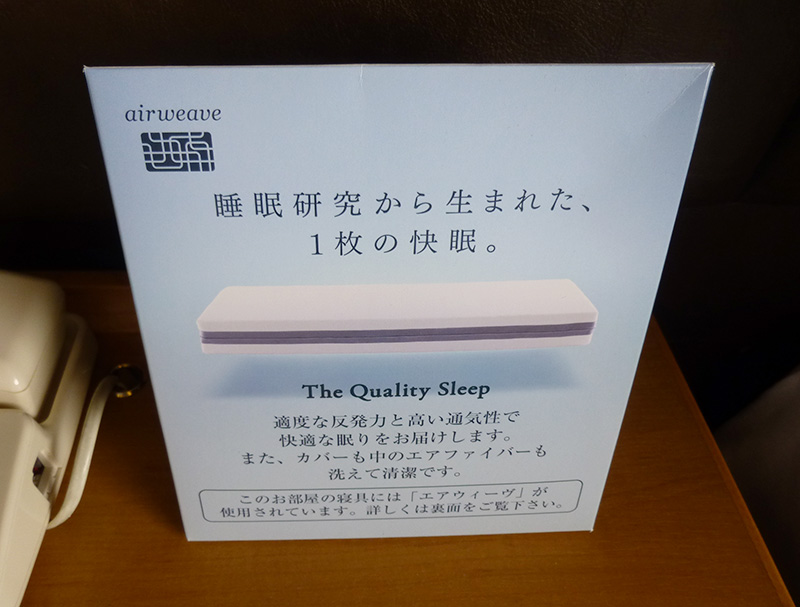 airweave
睡眠研究から生まれた、
1枚の快眠。
The Quality Sleep
適度な反発力と高い通気性で
快適な眠りをお届けします。
また、カバーも中のエアファイバーも
洗えて清潔です。
このお部屋の寝具には「エアウィーヴ」が
使用されています。詳しくは裏面をご覧下さい。